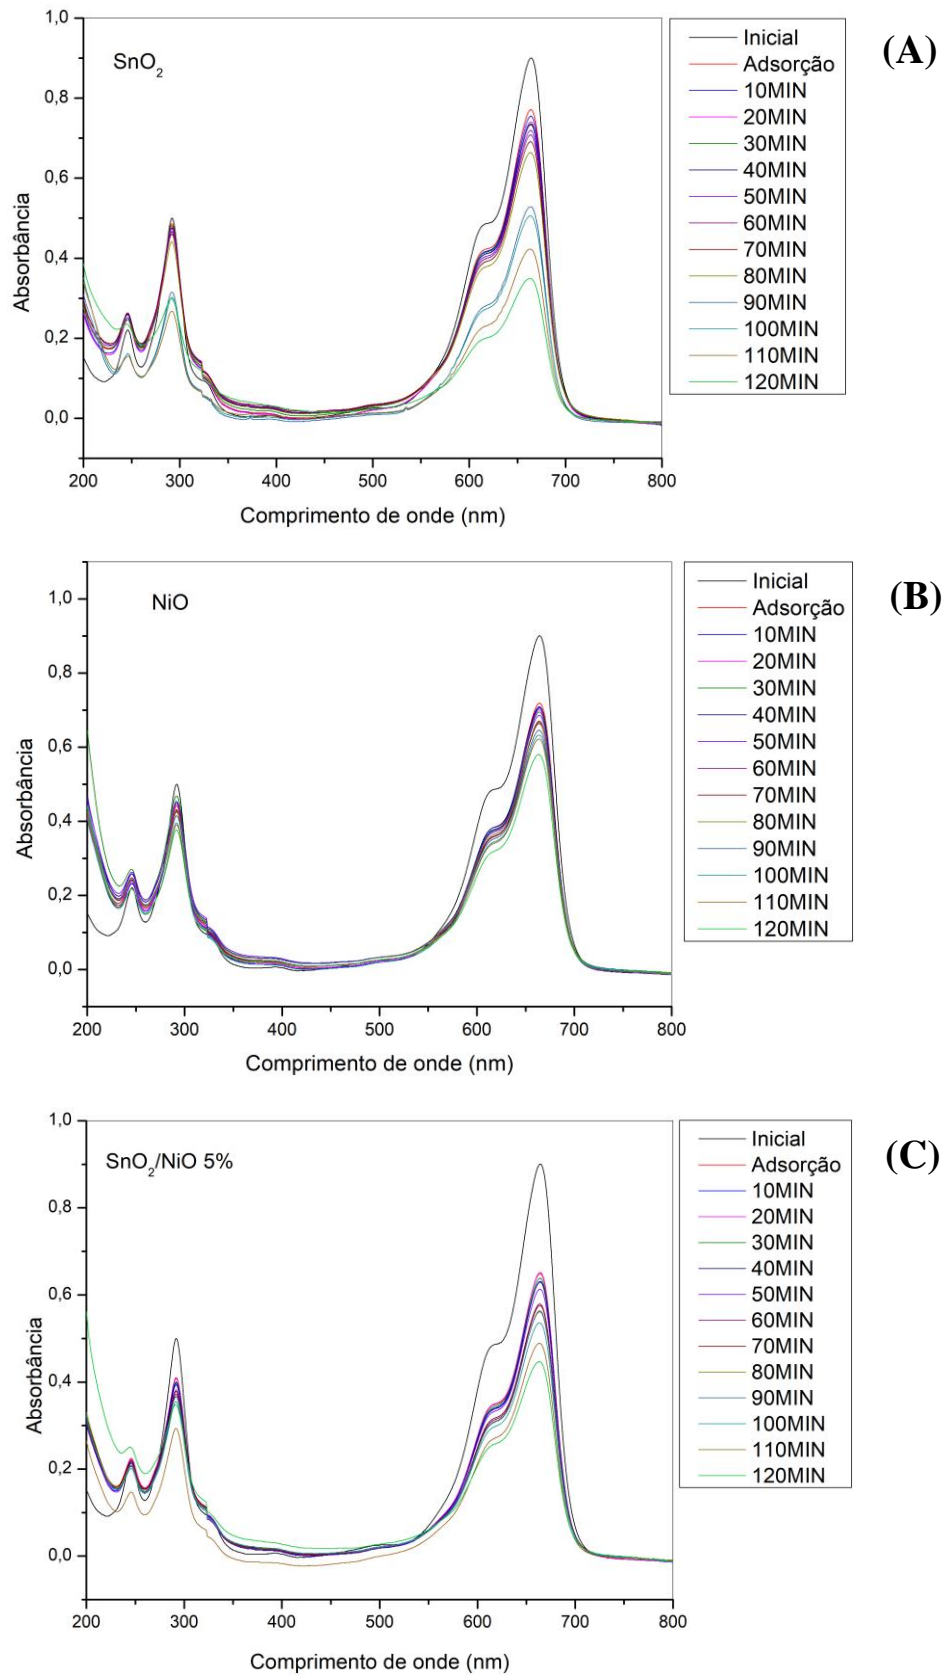 (A)
SnO2
Absorbância
1,0
0,8
0,6
0,4
0,2
0,0
200 300 400 500 600 700 800
Comprimento de onde (nm)
Inicial
Adsorção
10MIN
20MIN
30MIN
40MIN
50MIN
60MIN
70MIN
80MIN
90MIN
100MIN
110MIN
120MIN
(B)
NiO
Absorbância
1,0
0,8
0,6
0,4
0,2
0,0
200 300 400 500 600 700 800
Comprimento de onde (nm)
Inicial
Adsorção
10MIN
20MIN
30MIN
40MIN
50MIN
60MIN
70MIN
80MIN
90MIN
100MIN
110MIN
120MIN
(C)
SnO2/NiO 5%
Absorbância
1,0
0,8
0,6
0,4
0,2
0,0
200 300 400 500 600 700 800
Comprimento de onde (nm)
Inicial
Adsorção
10MIN
20MIN
30MIN
40MIN
50MIN
60MIN
70MIN
80MIN
90MIN
100MIN
110MIN
120MIN